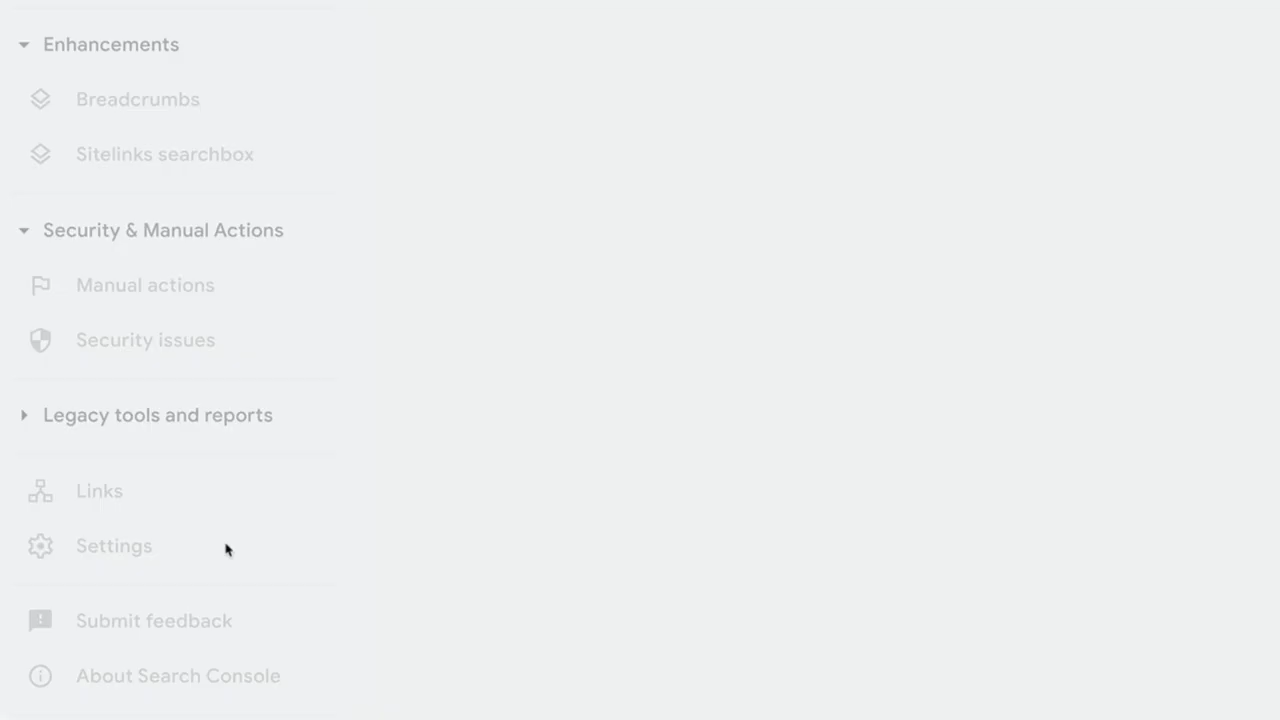 Enhancements
Breadcrumbs
Sitelinks searchbox
Security & Manual Actions
Manual actions
Security issues
Legacy tools and reports
Links
Settings
Submit feedback
About Search Console